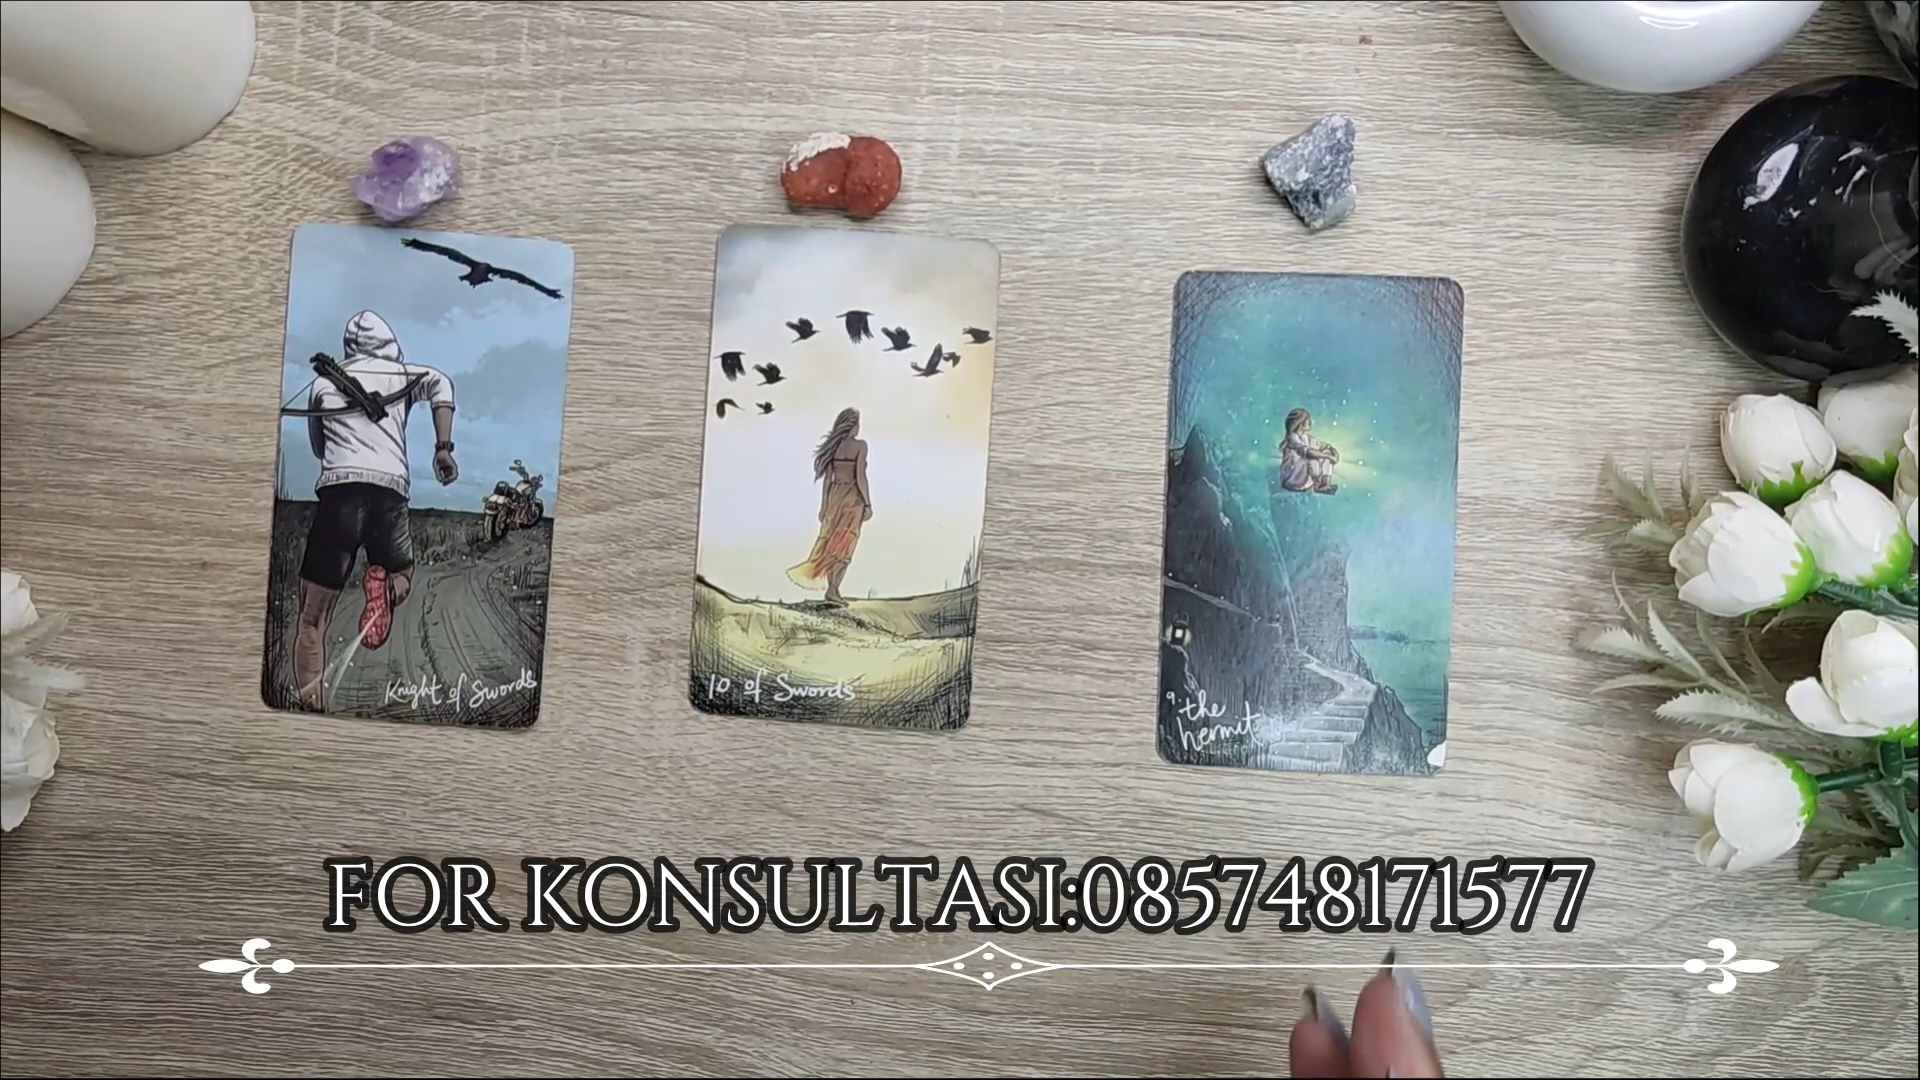 Knight of Swords
10 of Swords
9. the
hermit
FOR KONSULTASI:085748171577